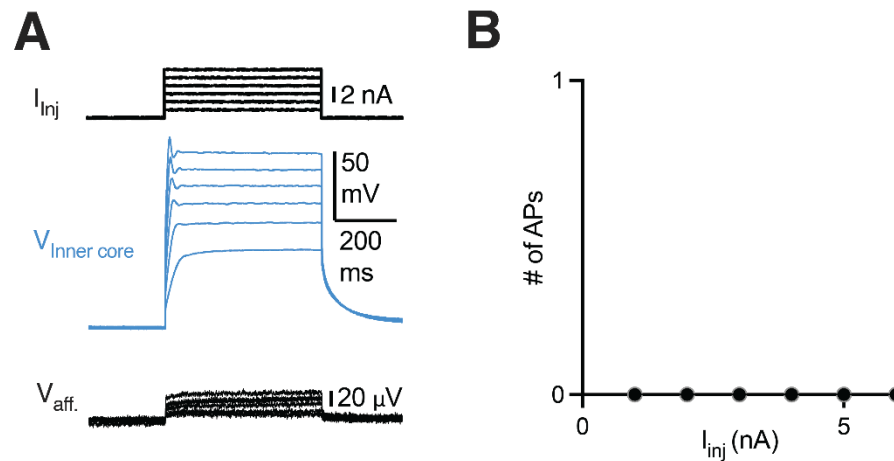 A
I_Inj
2 nA
50
mV
V_Inner core
200
ms
V_aff.
20 µV
B
1
# of APs
0
0
5
I_inj (nA)